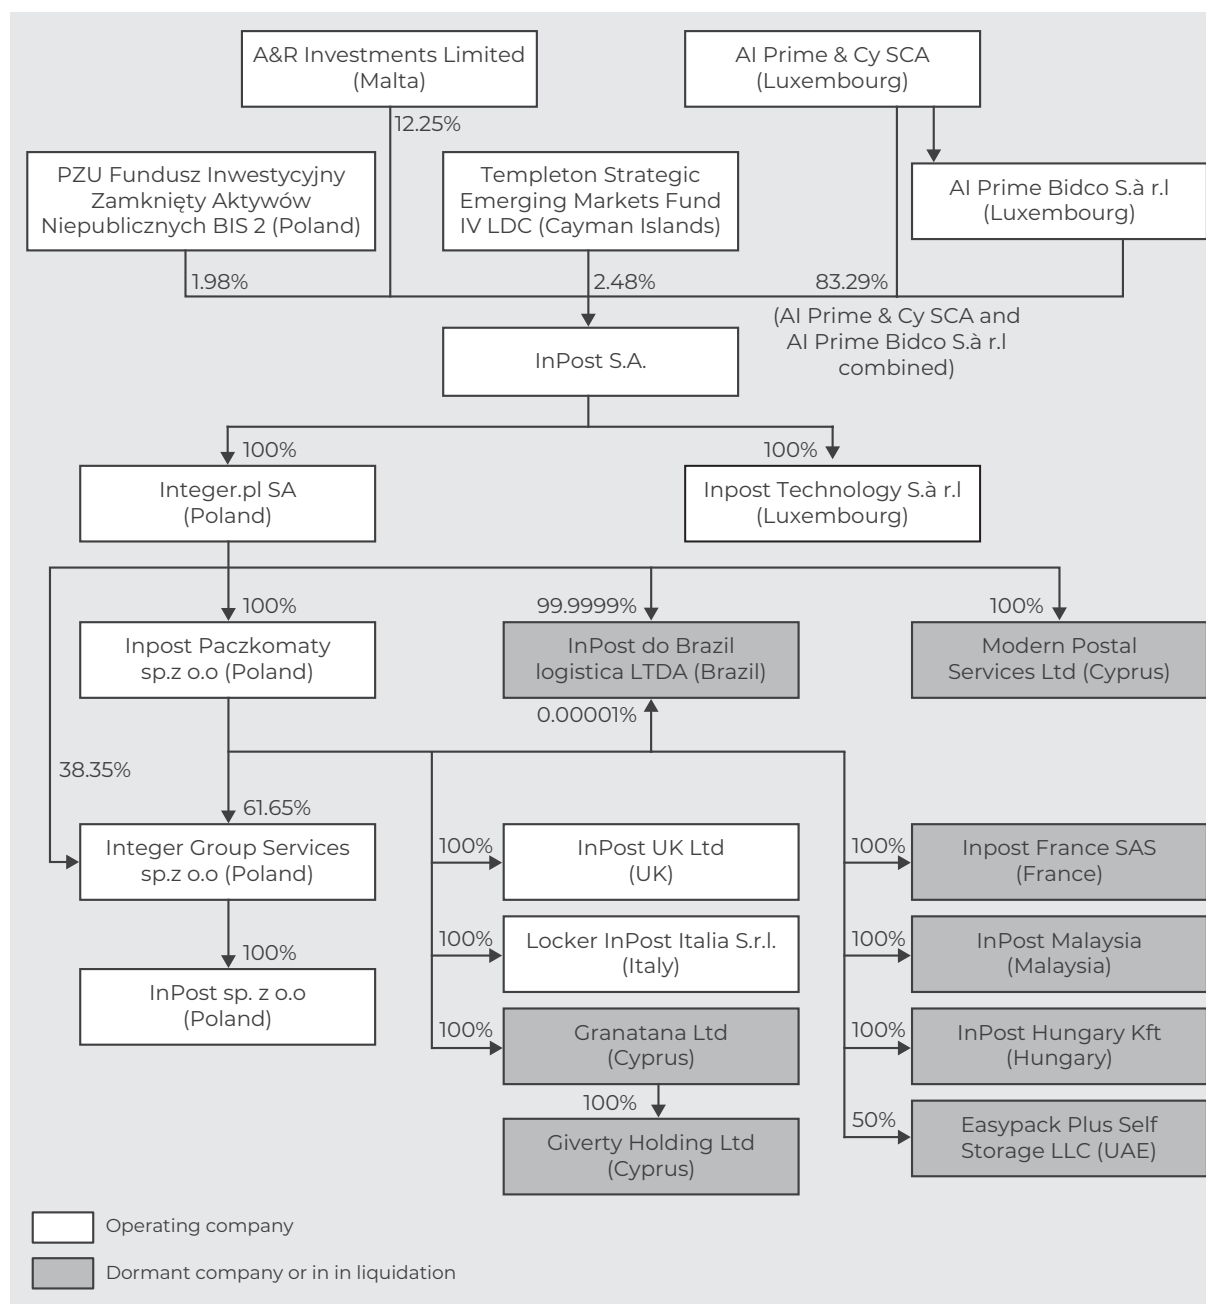 A&R Investments Limited
(Malta)
AI Prime & Cy SCA
(Luxembourg)
12.25%
PZU Fundusz Inwestycyjny
Zamknięty Aktywów
Niepublicznych BIS 2 (Poland)
Templeton Strategic
Emerging Markets Fund
IV LDC (Cayman Islands)
AI Prime Bidco S.à r.l
(Luxembourg)
1.98%
2.48%
83.29%
(AI Prime & Cy SCA and
AI Prime Bidco S.à r.l
combined)
InPost S.A.
100%
100%
Integer.pl SA
(Poland)
Inpost Technology S.à r.l
(Luxembourg)
100%
99.9999%
100%
Inpost Paczkomaty
sp.z o.o (Poland)
InPost do Brazil
logistica LTDA (Brazil)
Modern Postal
Services Ltd (Cyprus)
0.00001%
38.35%
61.65%
Integer Group Services
sp.z o.o (Poland)
100%
InPost UK Ltd
(UK)
100%
Inpost France SAS
(France)
100%
InPost sp. z o.o
(Poland)
100%
Locker InPost Italia S.r.l.
(Italy)
100%
InPost Malaysia
(Malaysia)
100%
Granatana Ltd
(Cyprus)
100%
InPost Hungary Kft
(Hungary)
100%
Giverty Holding Ltd
(Cyprus)
50%
Easypack Plus Self
Storage LLC (UAE)
Operating company
Dormant company or in in liquidation